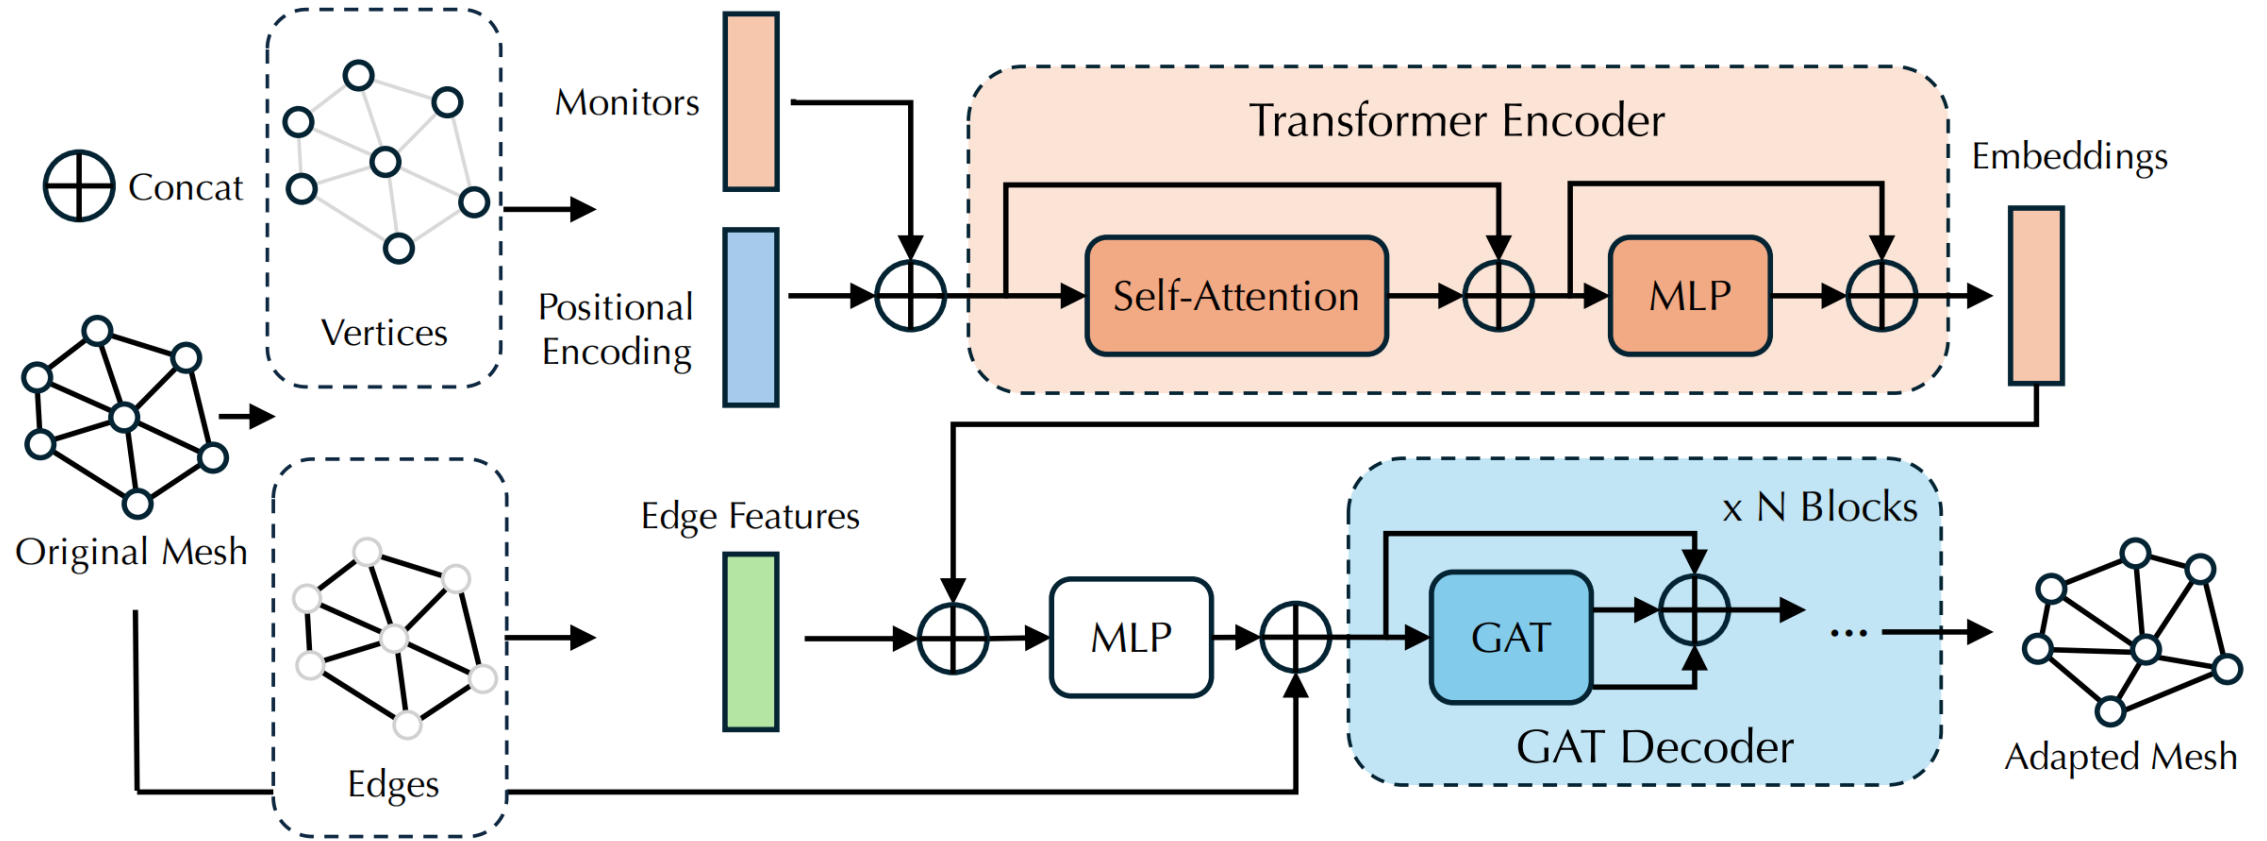 Concat
Vertices
Original Mesh
Edges
Monitors
Positional
Encoding
Transformer Encoder
Self-Attention
MLP
Embeddings
Edge Features
MLP
x N Blocks
GAT
...
GAT Decoder
Adapted Mesh